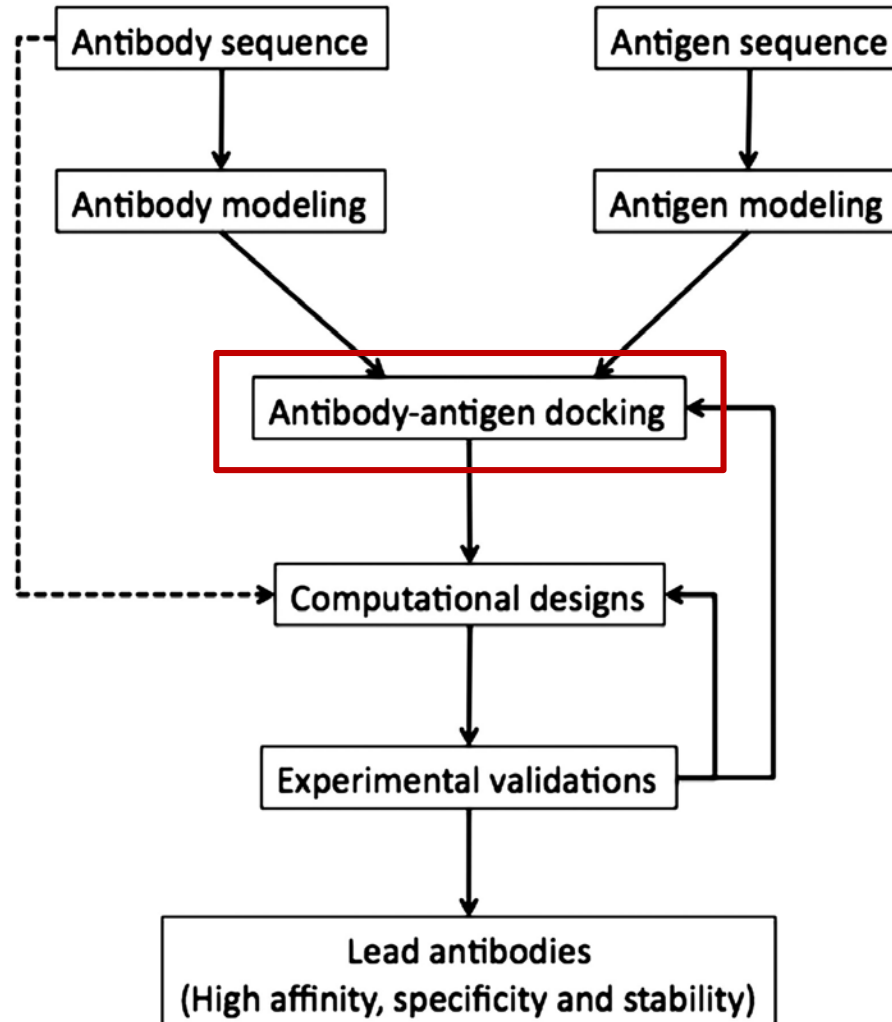 Antibody sequence
Antigen sequence
Antibody modeling
Antigen modeling
Antibody-antigen docking
Computational designs
Experimental validations
Lead antibodies
(High affinity, specificity and stability)